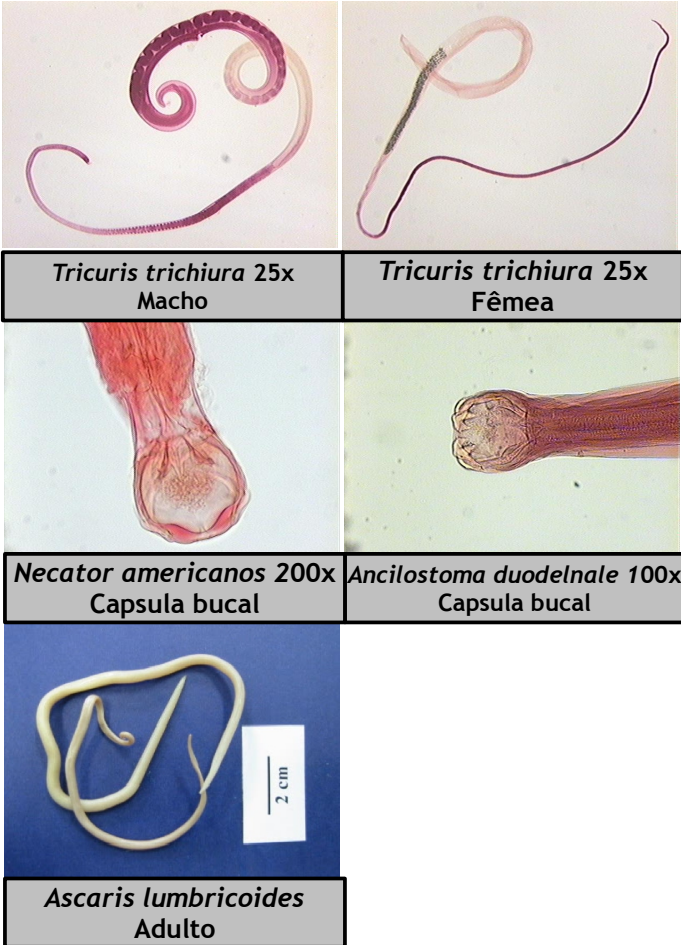 Tricuris trichiura 25x
Macho
Tricuris trichiura 25x
Fêmea
Necator americanos 200x
Capsula bucal
Ancilostoma duodelnale 100x
Capsula bucal
2 cm
Ascaris lumbricoides
Adulto